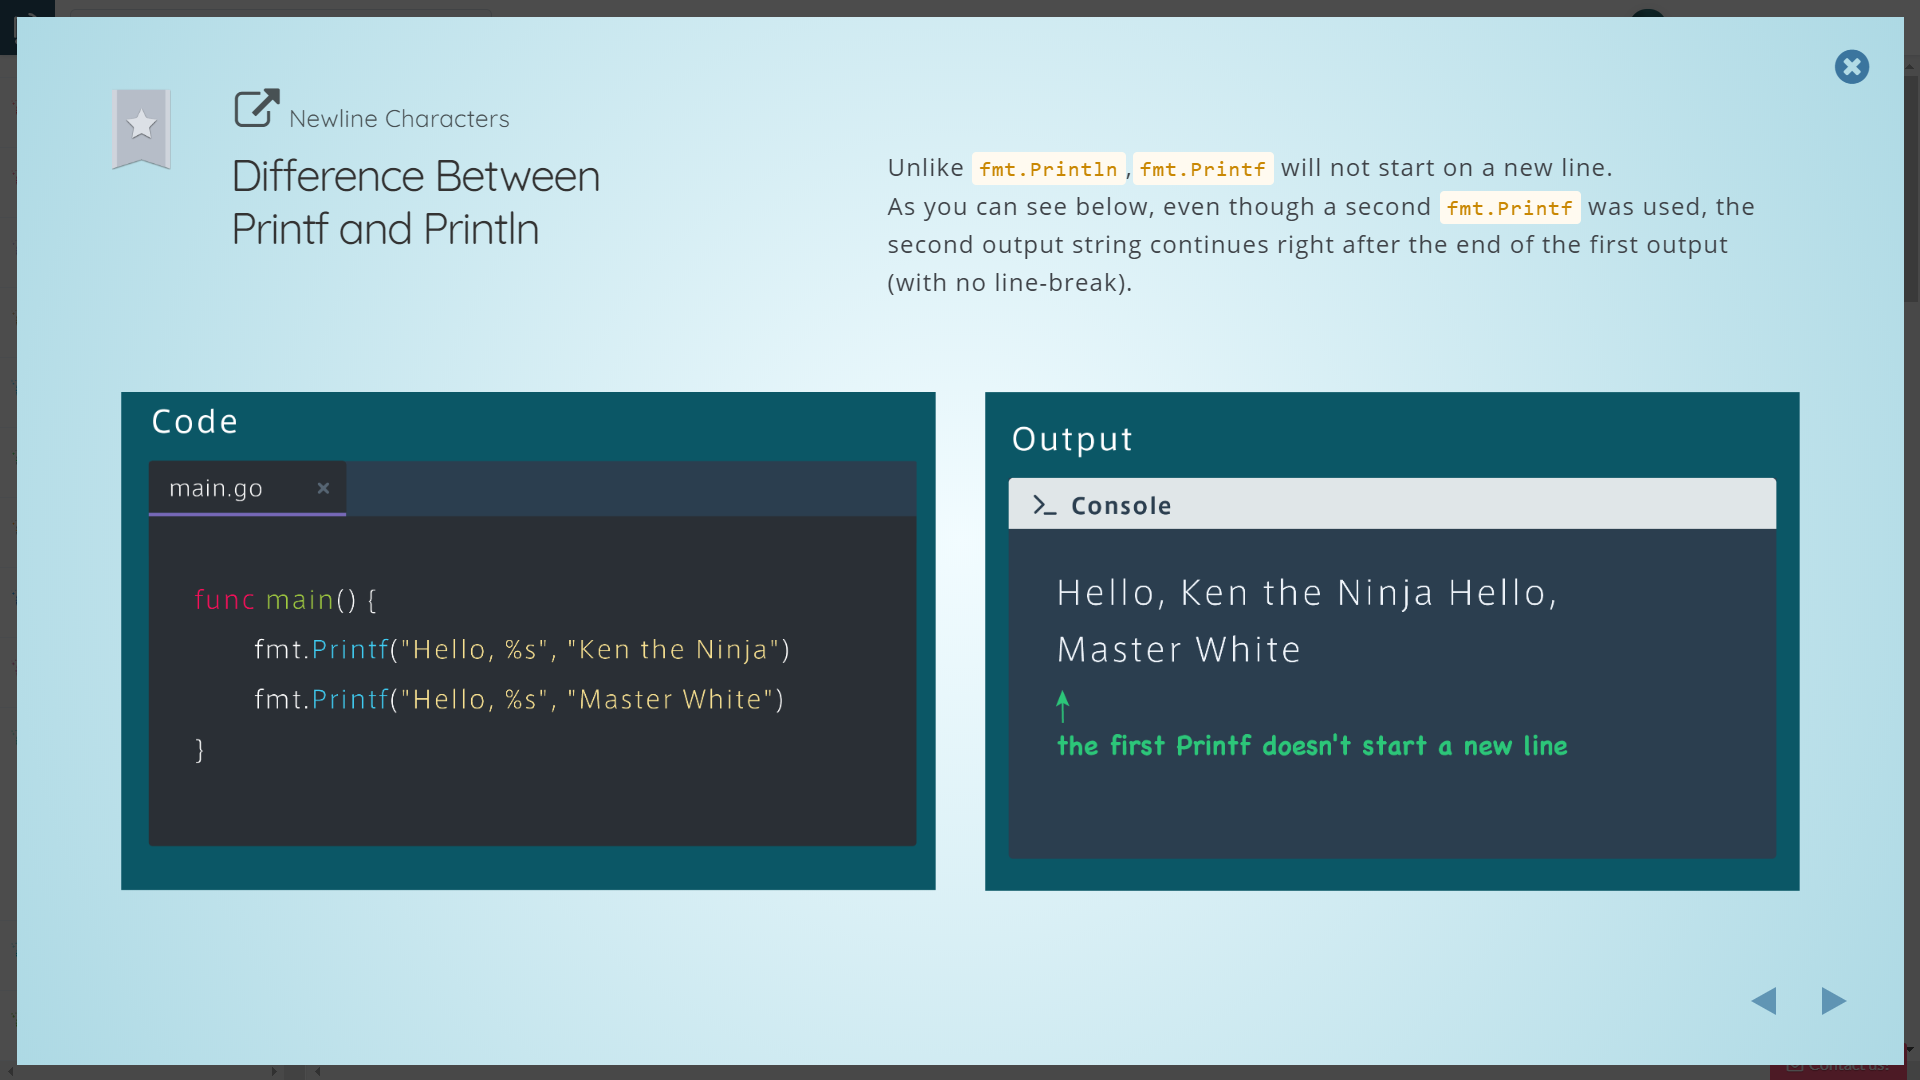 Newline Characters
Difference Between
Printf and Println
Unlike fmt.Println, fmt.Printf will not start on a new line.
As you can see below, even though a second fmt.Printf was used, the
second output string continues right after the end of the first output
(with no line-break).
Code
main.go ×
func main() {
fmt.Printf("Hello, %s", "Ken the Ninja")
fmt.Printf("Hello, %s", "Master White")
}
Output
>_ Console
Hello, Ken the Ninja Hello,
Master White
the first Printf doesn't start a new line
Contact us!